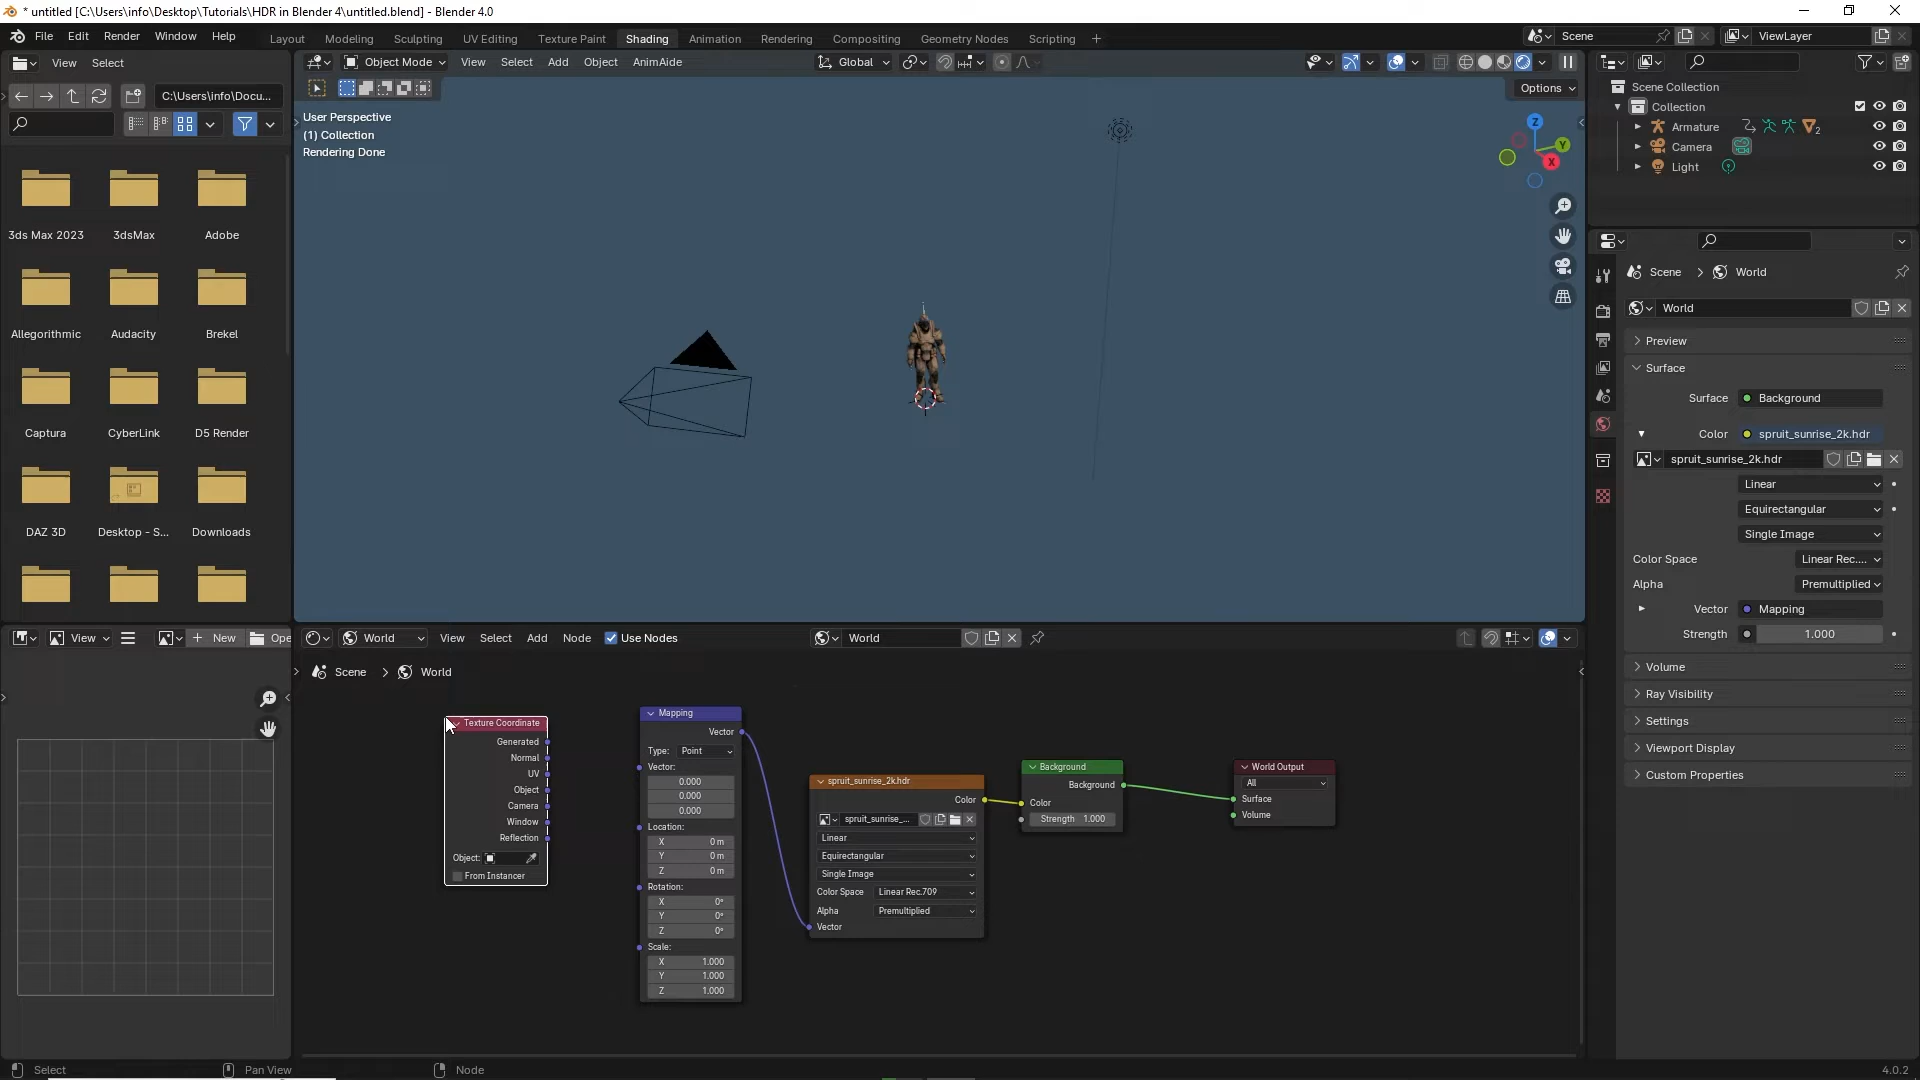 * untitled [C:\Users\info\Desktop\Tutorials\HDR in Blender 4\untitled.blend] - Blender 4.0
File Edit Render Window Help
Layout Modeling Sculpting UV Editing Texture Paint Shading Animation Rendering Compositing Geometry Nodes Scripting +
Scene
ViewLayer
View Select
Object Mode View Select Add Object AnimAide
Global
Options
C:\Users\info\Docu...
User Perspective
(1) Collection
Rendering Done
Z
Y
X
Scene Collection
Collection
Armature
2
Camera
Light
3ds Max 2023 3dsMax Adobe
Allegorithmic Audacity Brekel
Captura CyberLink D5 Render
DAZ 3D Desktop - S... Downloads
Scene > World
World
Preview
Surface
Surface Background
Color spruit_sunrise_2k.hdr
spruit_sunrise_2k.hdr
Linear
Equirectangular
Single Image
Color Space Linear Rec....
Alpha Premultiplied
Vector Mapping
Strength 1.000
Volume
Ray Visibility
Settings
Viewport Display
Custom Properties
View
New
Ope
World View Select Add Node Use Nodes
World
Scene > World
Texture Coordinate
Generated
Normal
UV
Object
Camera
Window
Reflection
Object:
From Instancer
Mapping
Vector
Type: Point
Vector:
0.000
0.000
0.000
Location:
X 0 m
Y 0 m
Z 0 m
Rotation:
X 0°
Y 0°
Z 0°
Scale:
X 1.000
Y 1.000
Z 1.000
spruit_sunrise_2k.hdr
Color
spruit_sunrise_...
Linear
Equirectangular
Single Image
Color Space Linear Rec.709
Alpha Premultiplied
Vector
Background
Background
Color
Strength 1.000
World Output
All
Surface
Volume
Select
Pan View
Node
4.0.2